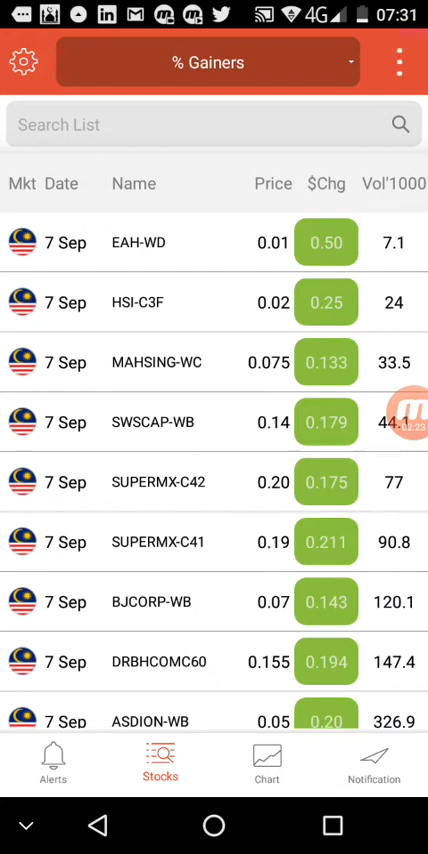 4G 07:31
% Gainers
Search List
Mkt Date Name Price $Chg Vol'1000
7 Sep EAH-WD 0.01 0.50 7.1
7 Sep HSI-C3F 0.02 0.25 24
7 Sep MAHSING-WC 0.075 0.133 33.5
7 Sep SWSCAP-WB 0.14 0.179 44.1
02:23
7 Sep SUPERMX-C42 0.20 0.175 77
7 Sep SUPERMX-C41 0.19 0.211 90.8
7 Sep BJCORP-WB 0.07 0.143 120.1
7 Sep DRBHCOMC60 0.155 0.194 147.4
7 Sep ASDION-WB 0.05 0.20 326.9
Alerts Stocks Chart Notification